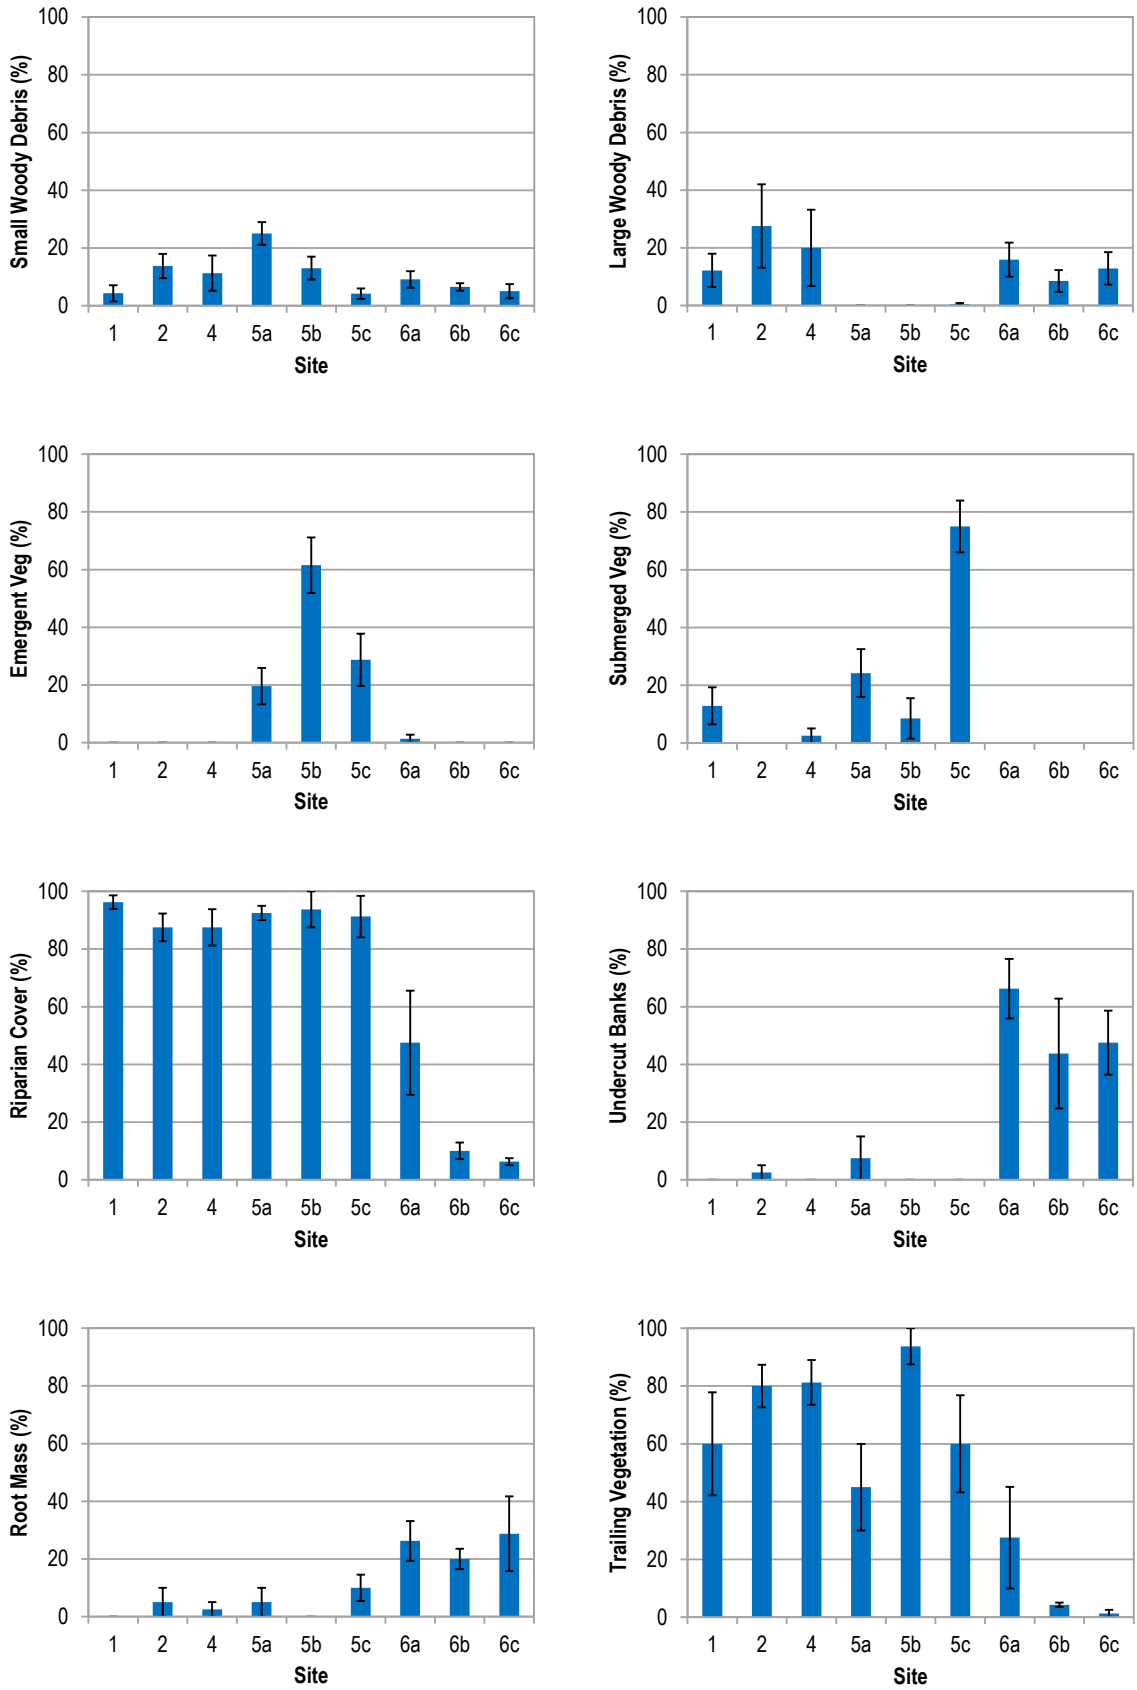 Small Woody Debris (%)
100
80
60
40
20
0
1 2 4 5a 5b 5c 6a 6b 6c
Site
Large Woody Debris (%)
100
80
60
40
20
0
1 2 4 5a 5b 5c 6a 6b 6c
Site
Emergent Veg (%)
100
80
60
40
20
0
1 2 4 5a 5b 5c 6a 6b 6c
Site
Submerged Veg (%)
100
80
60
40
20
0
1 2 4 5a 5b 5c 6a 6b 6c
Site
Riparian Cover (%)
100
80
60
40
20
0
1 2 4 5a 5b 5c 6a 6b 6c
Site
Undercut Banks (%)
100
80
60
40
20
0
1 2 4 5a 5b 5c 6a 6b 6c
Site
Root Mass (%)
100
80
60
40
20
0
1 2 4 5a 5b 5c 6a 6b 6c
Site
Trailing Vegetation (%)
100
80
60
40
20
0
1 2 4 5a 5b 5c 6a 6b 6c
Site